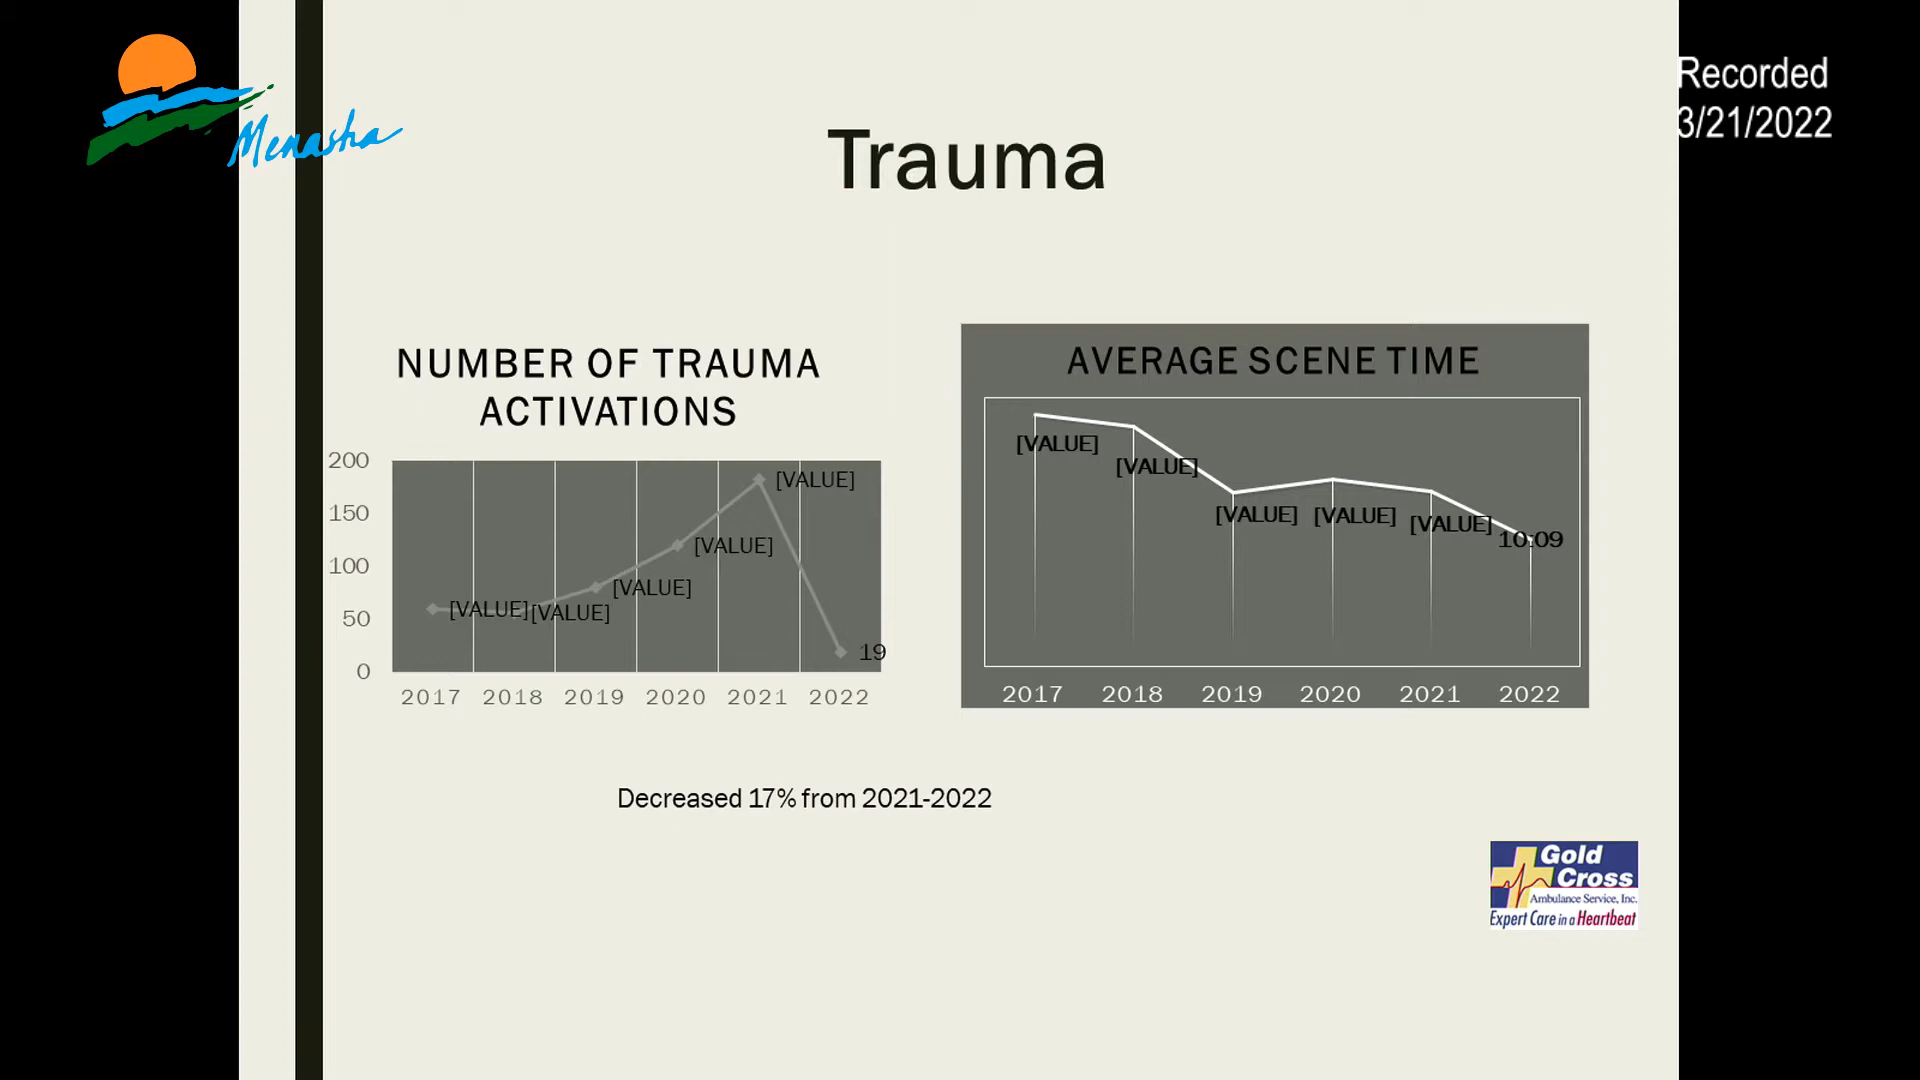 Menasha
Recorded
3/21/2022
Trauma
NUMBER OF TRAUMA
ACTIVATIONS
200
150
100
50
0
[VALUE]
[VALUE]
[VALUE]
[VALUE]
[VALUE]
19
2017 2018 2019 2020 2021 2022
AVERAGE SCENE TIME
[VALUE]
[VALUE]
[VALUE]
[VALUE]
[VALUE]
10:09
2017 2018 2019 2020 2021 2022
Decreased 17% from 2021-2022
Gold
Cross
Ambulance Service, Inc.
Expert Care in a Heartbeat